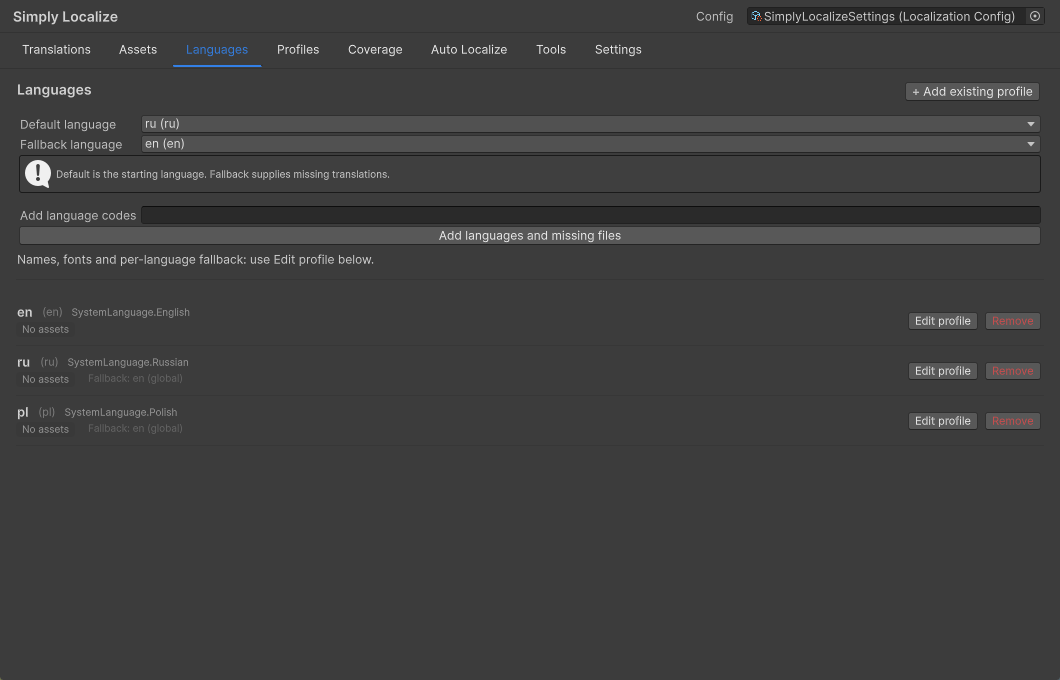 Simply Localize
Config SimplyLocalizeSettings (Localization Config)
Translations Assets Languages Profiles Coverage Auto Localize Tools Settings
Languages
+ Add existing profile
Default language ru (ru)
Fallback language en (en)
Default is the starting language. Fallback supplies missing translations.
Add language codes
Add languages and missing files
Names, fonts and per-language fallback: use Edit profile below.
en (en) SystemLanguage.English
No assets
Edit profile Remove
ru (ru) SystemLanguage.Russian
No assets Fallback: en (global)
Edit profile Remove
pl (pl) SystemLanguage.Polish
No assets Fallback: en (global)
Edit profile Remove